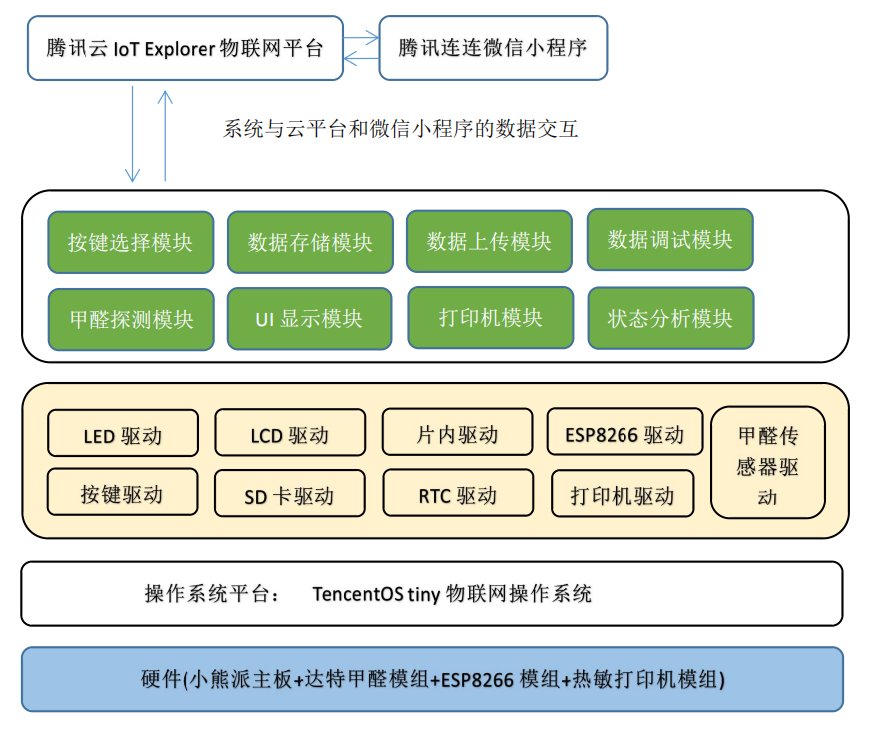 腾讯云 IoT Explorer 物联网平台
腾讯连连微信小程序
系统与云平台和微信小程序的数据交互
按键选择模块
数据存储模块
数据上传模块
数据调试模块
甲醛探测模块
UI 显示模块
打印机模块
状态分析模块
LED 驱动
LCD 驱动
片内驱动
ESP8266 驱动
甲醛传
感器驱
动
按键驱动
SD 卡驱动
RTC 驱动
打印机驱动
操作系统平台： TencentOS tiny 物联网操作系统
硬件(小熊派主板+达特甲醛模组+ESP8266 模组+热敏打印机模组)